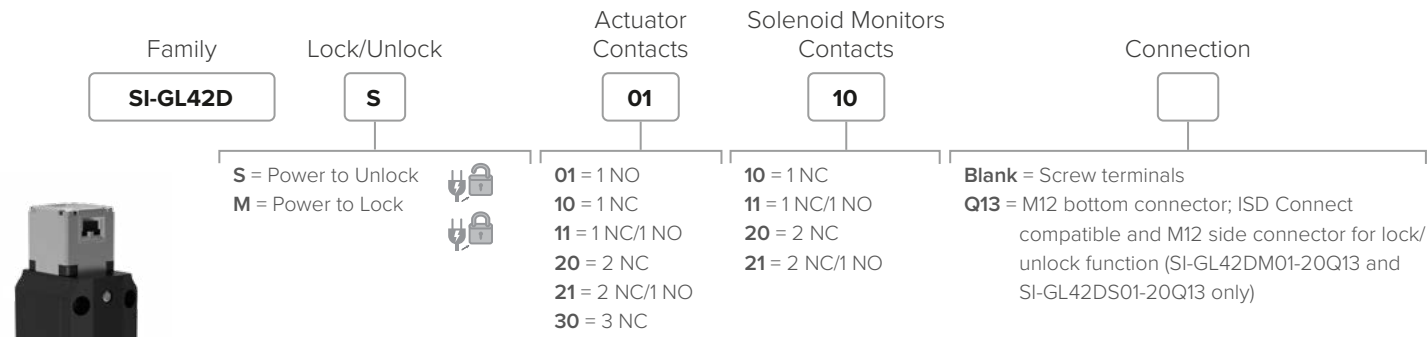 Family
Lock/Unlock
Actuator
Contacts
Solenoid Monitors
Contacts
Connection
SI-GL42D
S
01
10
S = Power to Unlock
M = Power to Lock
01 = 1 NO
10 = 1 NC
11 = 1 NC/1 NO
20 = 2 NC
21 = 2 NC/1 NO
30 = 3 NC
10 = 1 NC
11 = 1 NC/1 NO
20 = 2 NC
21 = 2 NC/1 NO
Blank = Screw terminals
Q13 = M12 bottom connector; ISD Connect
compatible and M12 side connector for lock/
unlock function (SI-GL42DM01-20Q13 and
SI-GL42DS01-20Q13 only)